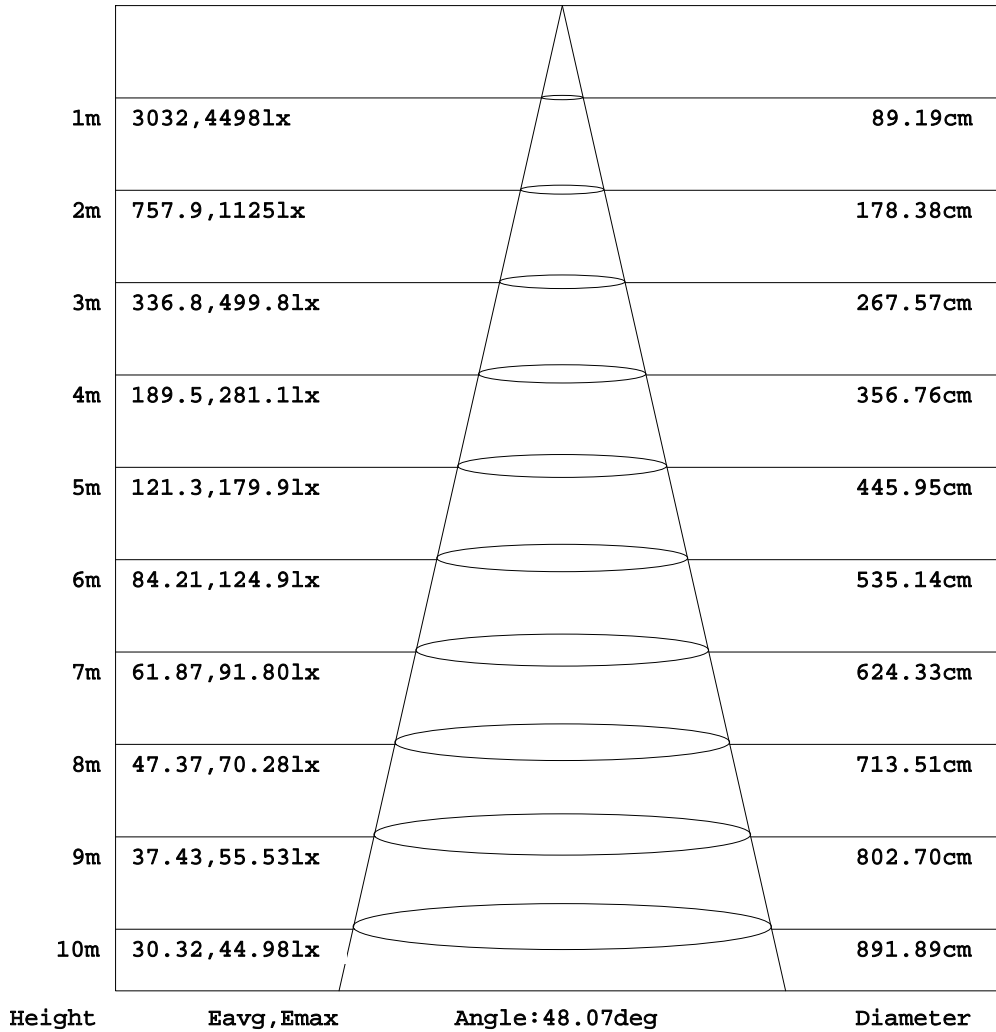 1m 3032,4498lx 89.19cm
2m 757.9,1125lx 178.38cm
3m 336.8,499.8lx 267.57cm
4m 189.5,281.1lx 356.76cm
5m 121.3,179.9lx 445.95cm
6m 84.21,124.9lx 535.14cm
7m 61.87,91.80lx 624.33cm
8m 47.37,70.28lx 713.51cm
9m 37.43,55.53lx 802.70cm
10m 30.32,44.98lx 891.89cm
Height Eavg,Emax Angle:48.07deg Diameter